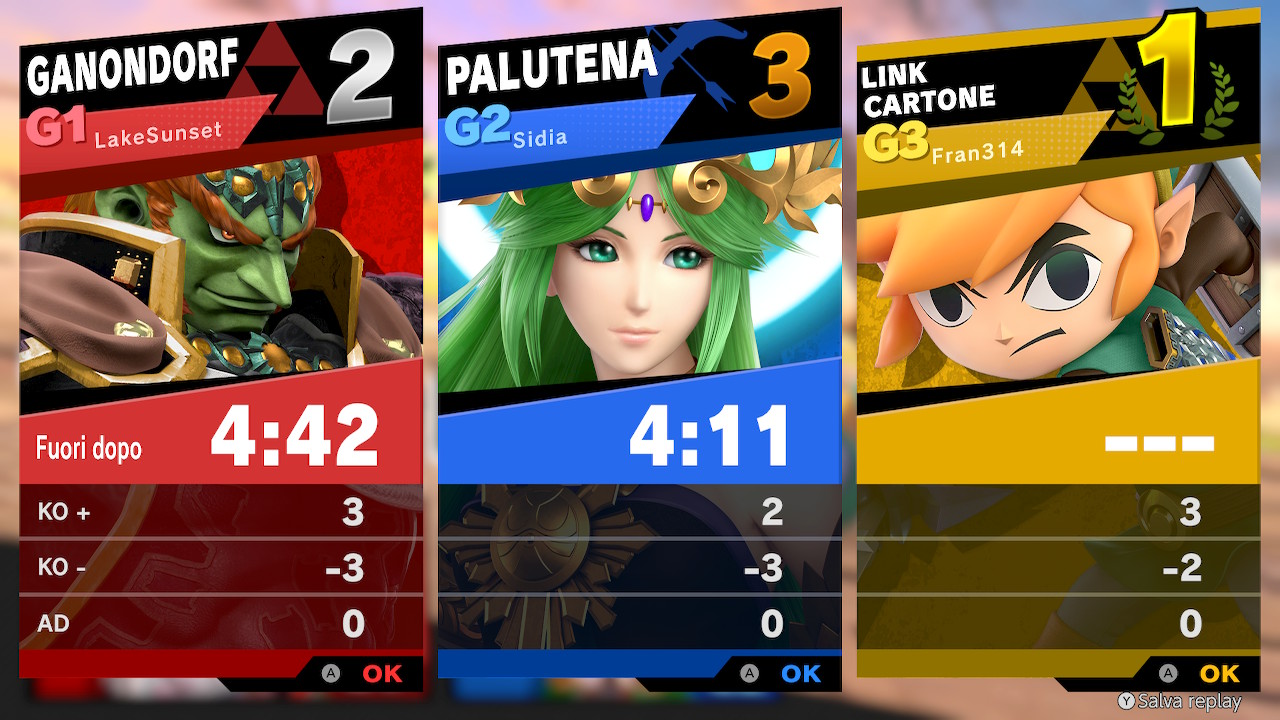 GANONDORF
2
G1 LakeSunset
Fuori dopo 4:42
KO + 3
KO - -3
AD 0
A OK
PALUTENA
3
G2 Sidia
4:11
2
-3
0
A OK
LINK
CARTONE
1
G3 Fran314
---
3
-2
0
A OK
Y Salva replay